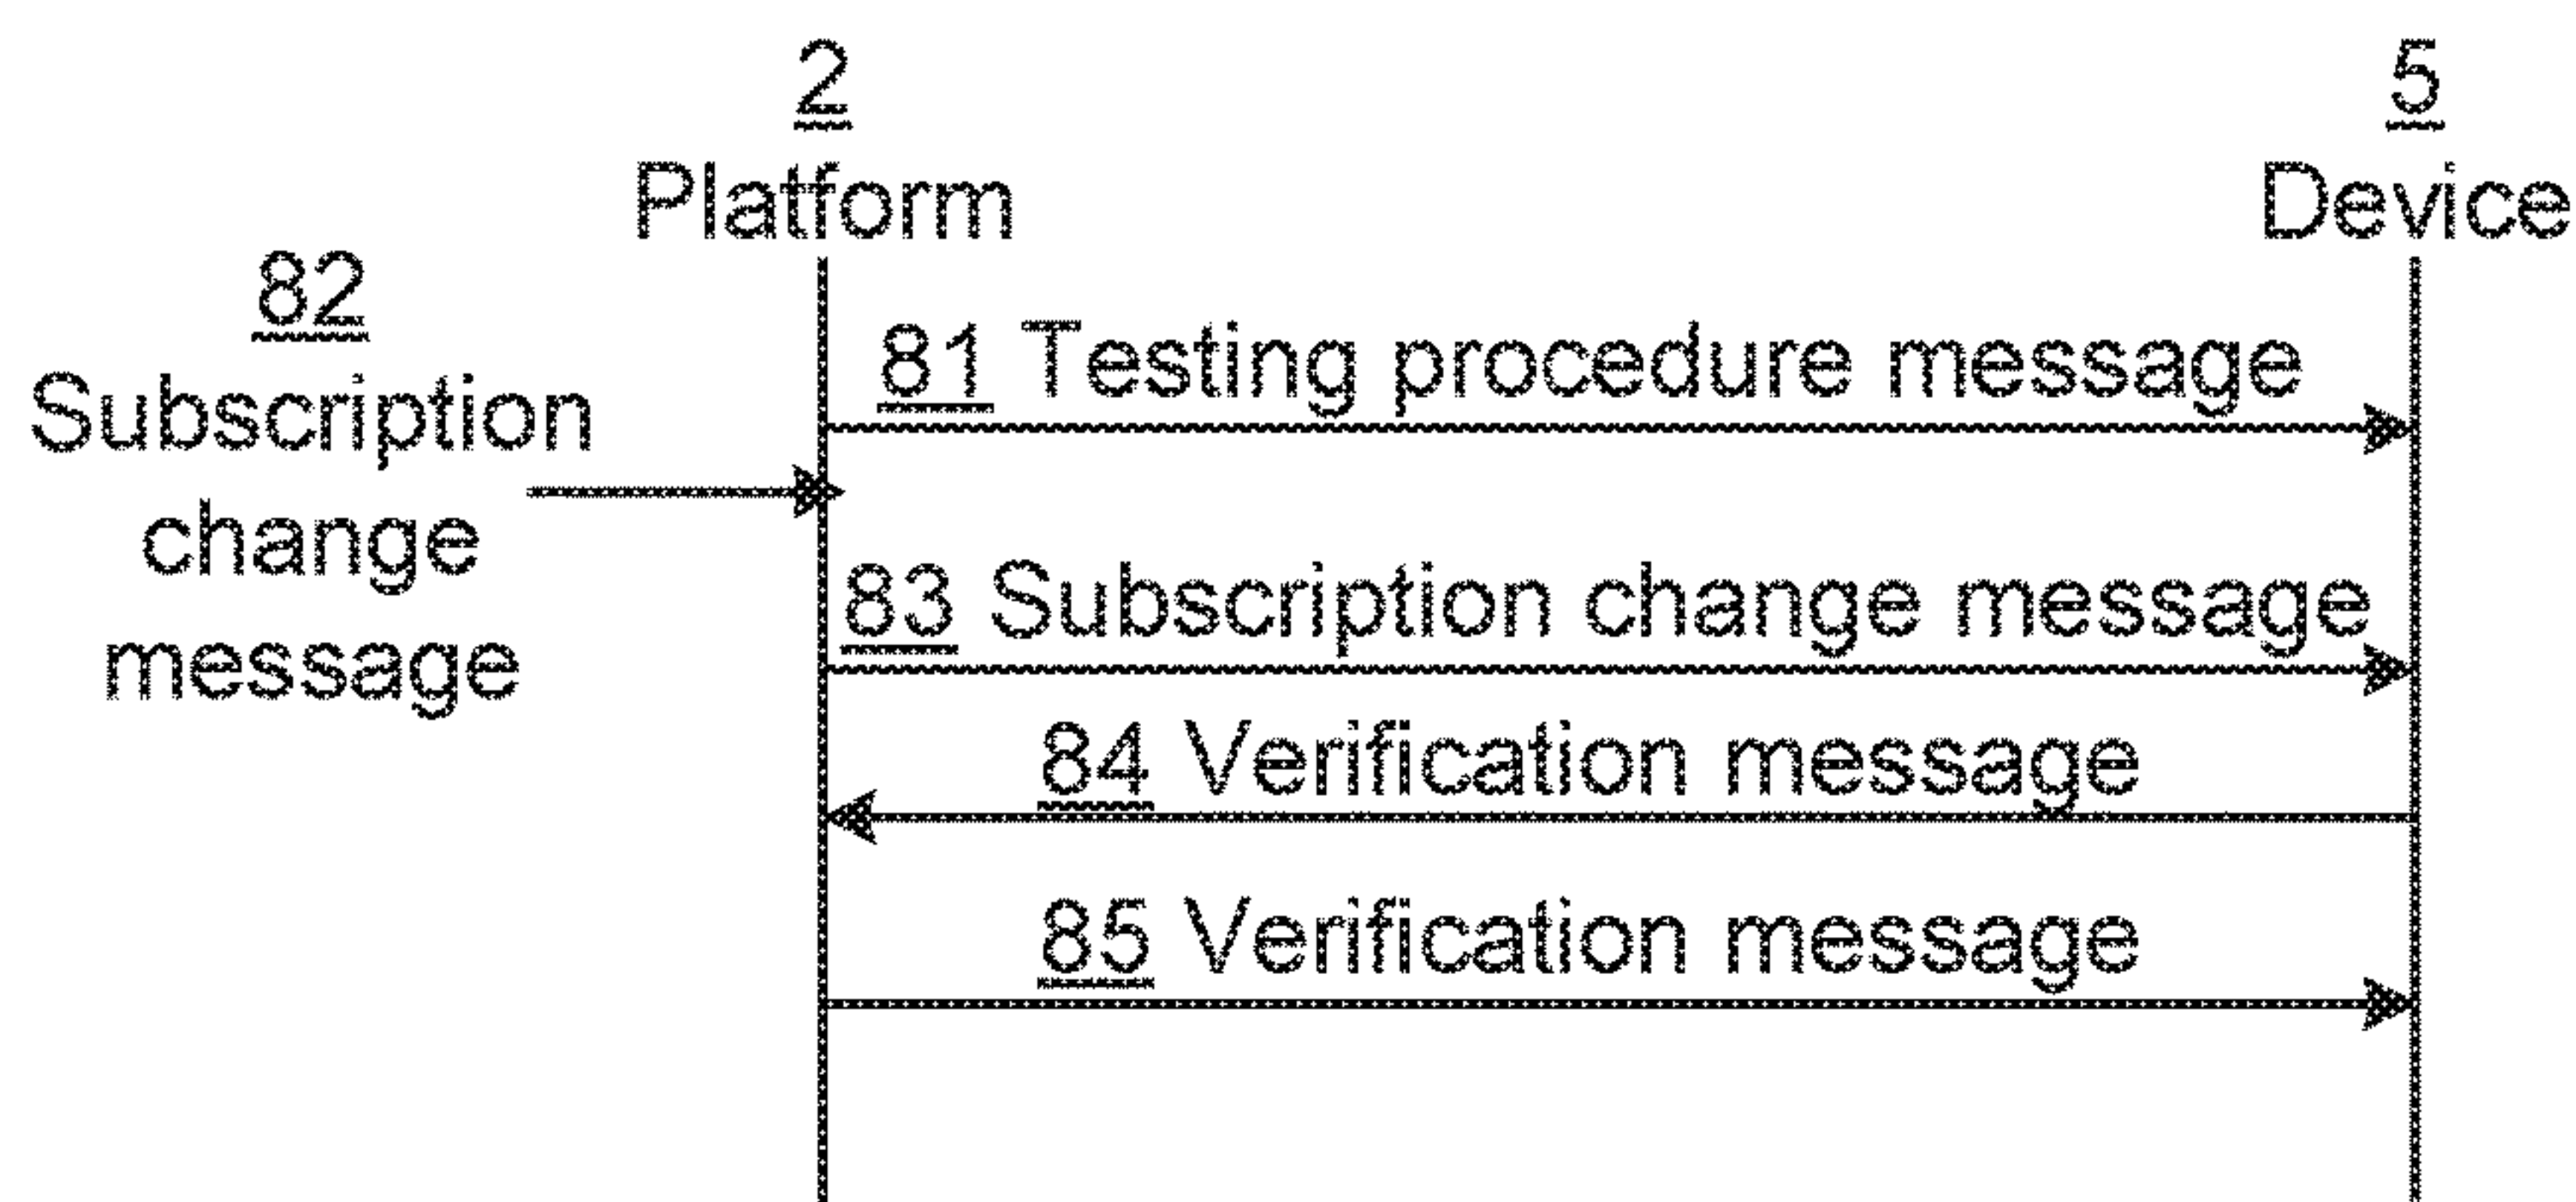 2
Platform
5
Device
82
Subscription
change
message
81 Testing procedure message
83 Subscription change message
84 Verification message
85 Verification message